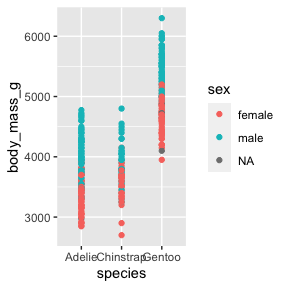 6000
5000
4000
3000
body_mass_g
Adelie Chinstrap Gentoo
species
sex
female
male
NA